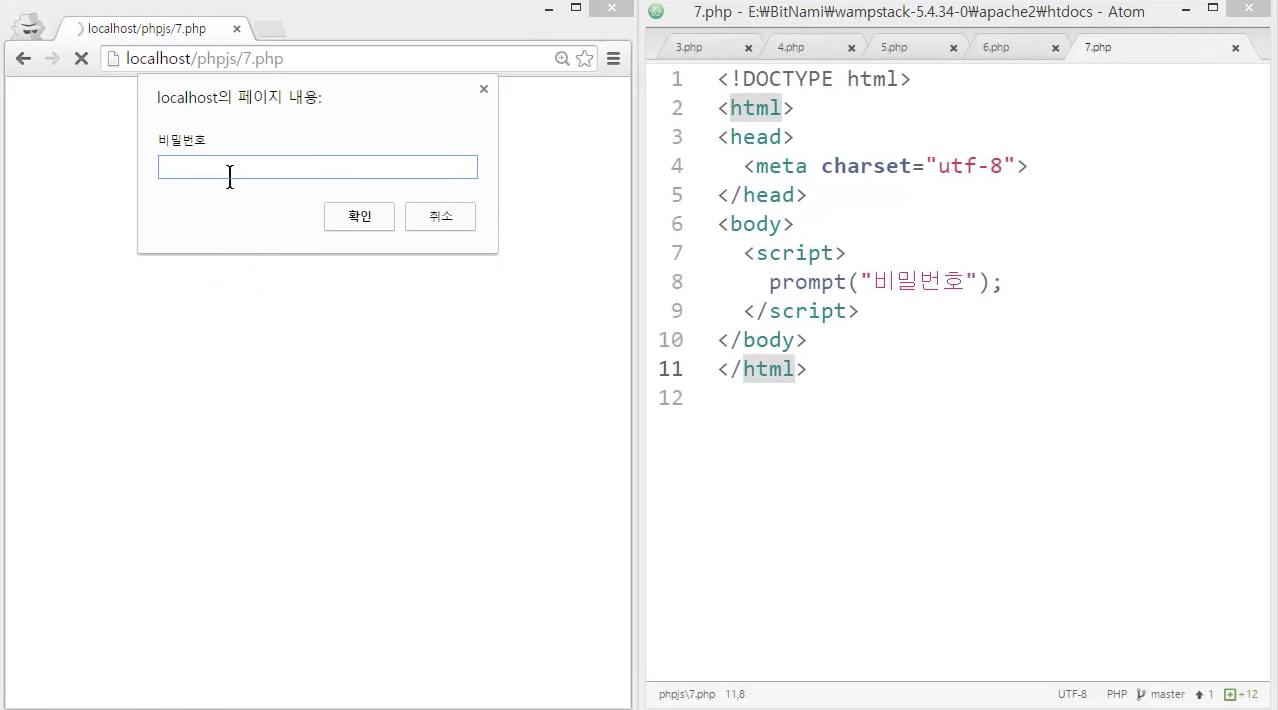 localhost/phpjs/7.php
localhost/phpjs/7.php
localhost의 페이지 내용:
비밀번호
확인 취소
7.php - E:₩BitNami₩wampstack-5.4.34-0₩apache2₩htdocs - Atom
3.php 4.php 5.php 6.php 7.php
1 <!DOCTYPE html>
2 <html>
3 <head>
4 <meta charset="utf-8">
5 </head>
6 <body>
7 <script>
8 prompt("비밀번호");
9 </script>
10 </body>
11 </html>
12
phpjs\7.php 11,8 UTF-8 PHP master 1 +12